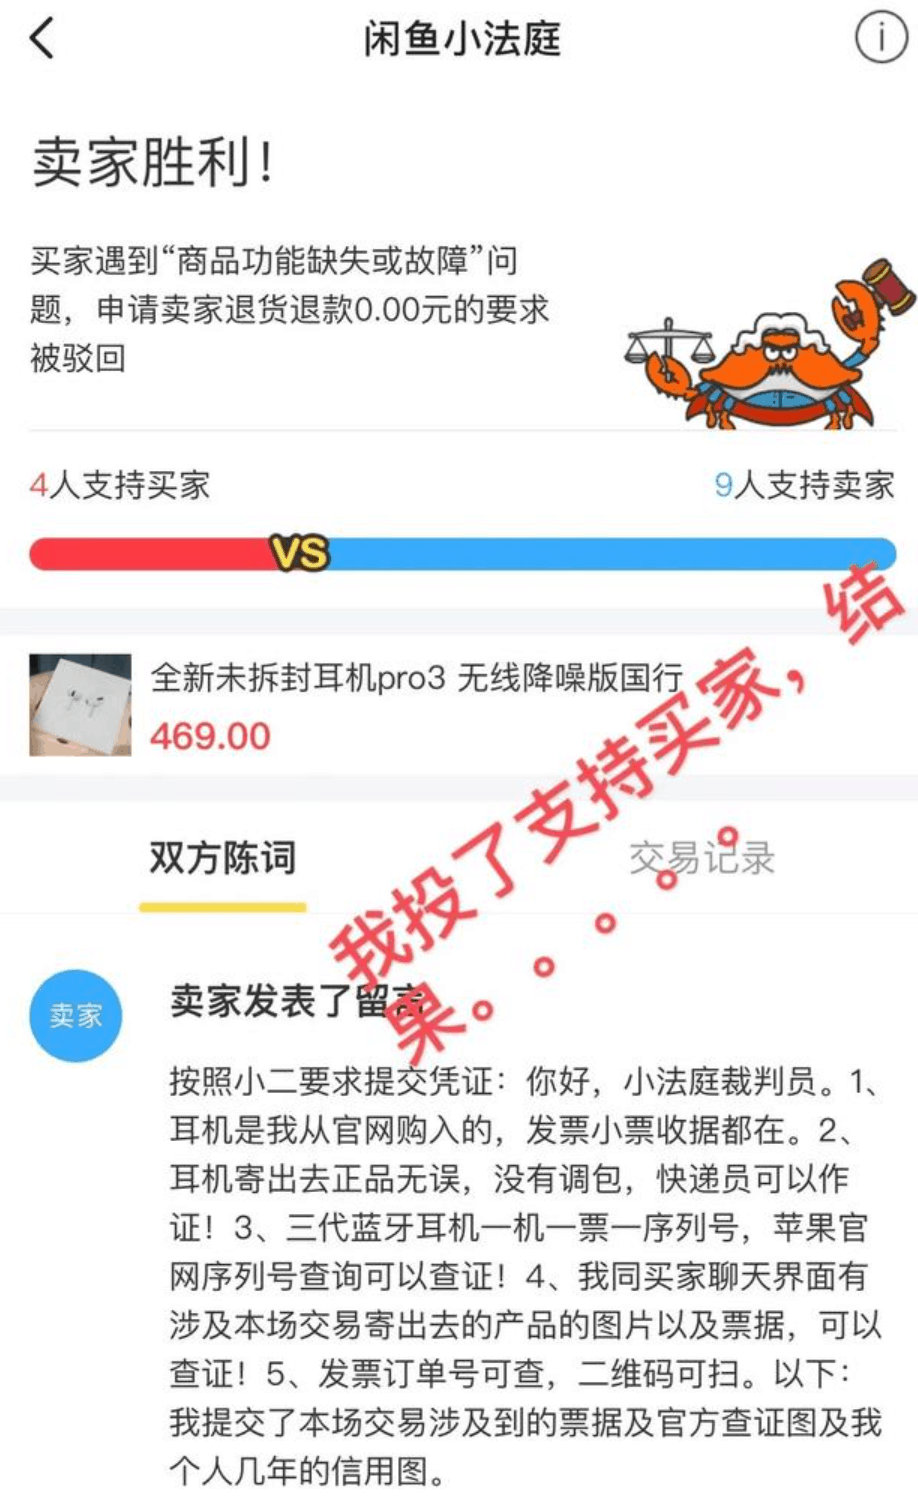 闲鱼小法庭
卖家胜利！
买家遇到“商品功能缺失或故障”问
题，申请卖家退货退款0.00元的要求
被驳回
4人支持买家
9人支持卖家
VS
全新未拆封耳机pro3 无线降噪版国行
469.00
我投了支持买家，结
果。。。。。
双方陈词
交易记录
卖家
卖家发表了留言
按照小二要求提交凭证：你好，小法庭裁判员。1、
耳机是我从官网购入的，发票小票收据都在。2、
耳机寄出去正品无误，没有调包，快递员可以作
证！3、三代蓝牙耳机一机一票一序列号，苹果官
网序列号查询可以查证！4、我同买家聊天界面有
涉及本场交易寄出去的产品的图片以及票据，可以
查证！5、发票订单号可查，二维码可扫。以下：
我提交了本场交易涉及到的票据及官方查证图及我
个人几年的信用图。